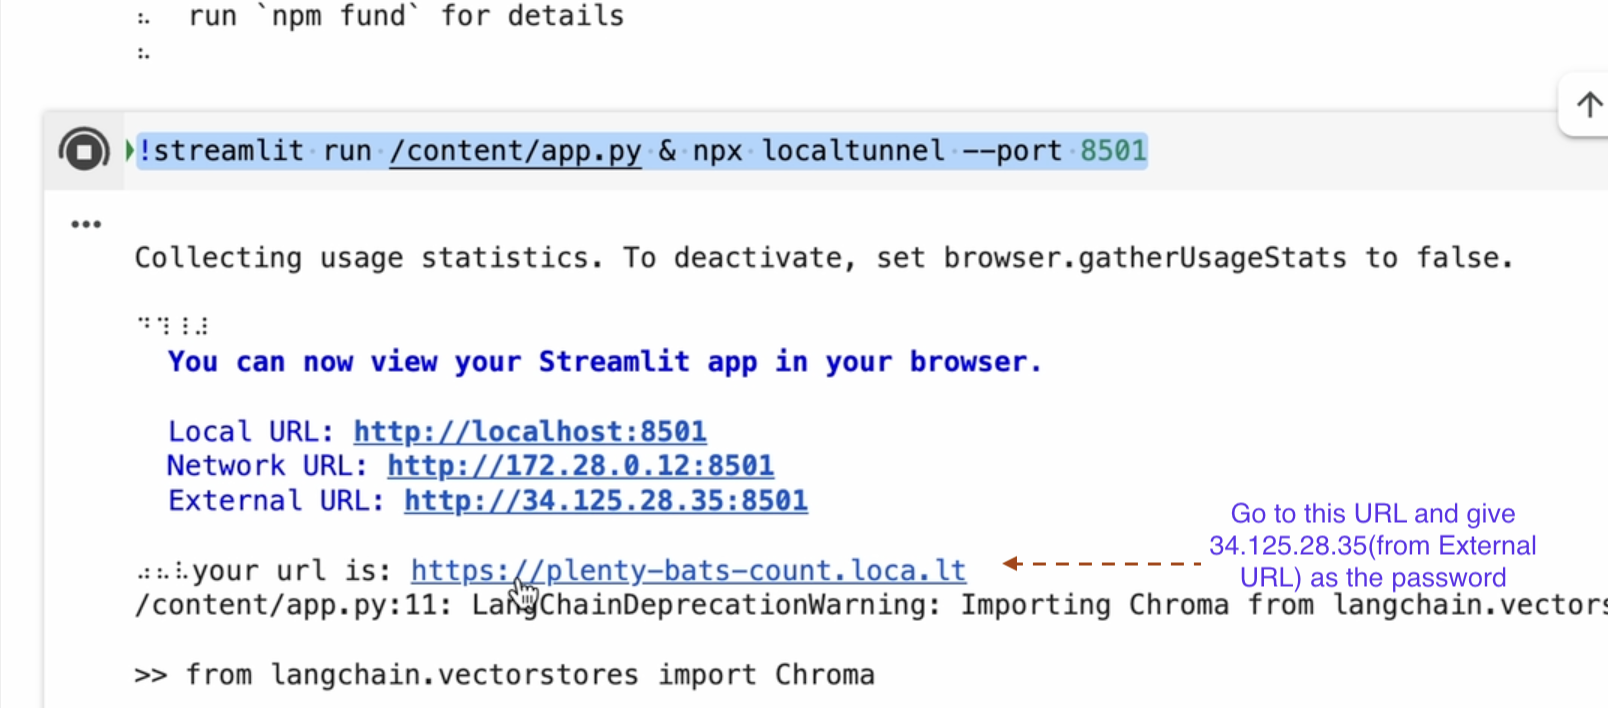 run `npm fund` for details
!streamlit run /content/app.py & npx localtunnel --port 8501
Collecting usage statistics. To deactivate, set browser.gatherUsageStats to false.
You can now view your Streamlit app in your browser.
Local URL: http://localhost:8501
Network URL: http://172.28.0.12:8501
External URL: http://34.125.28.35:8501
Go to this URL and give
34.125.28.35(from External
URL) as the password
your url is: https://plenty-bats-count.loca.lt
/content/app.py:11: LangChainDeprecationWarning: Importing Chroma from langchain.vectors
>> from langchain.vectorstores import Chroma